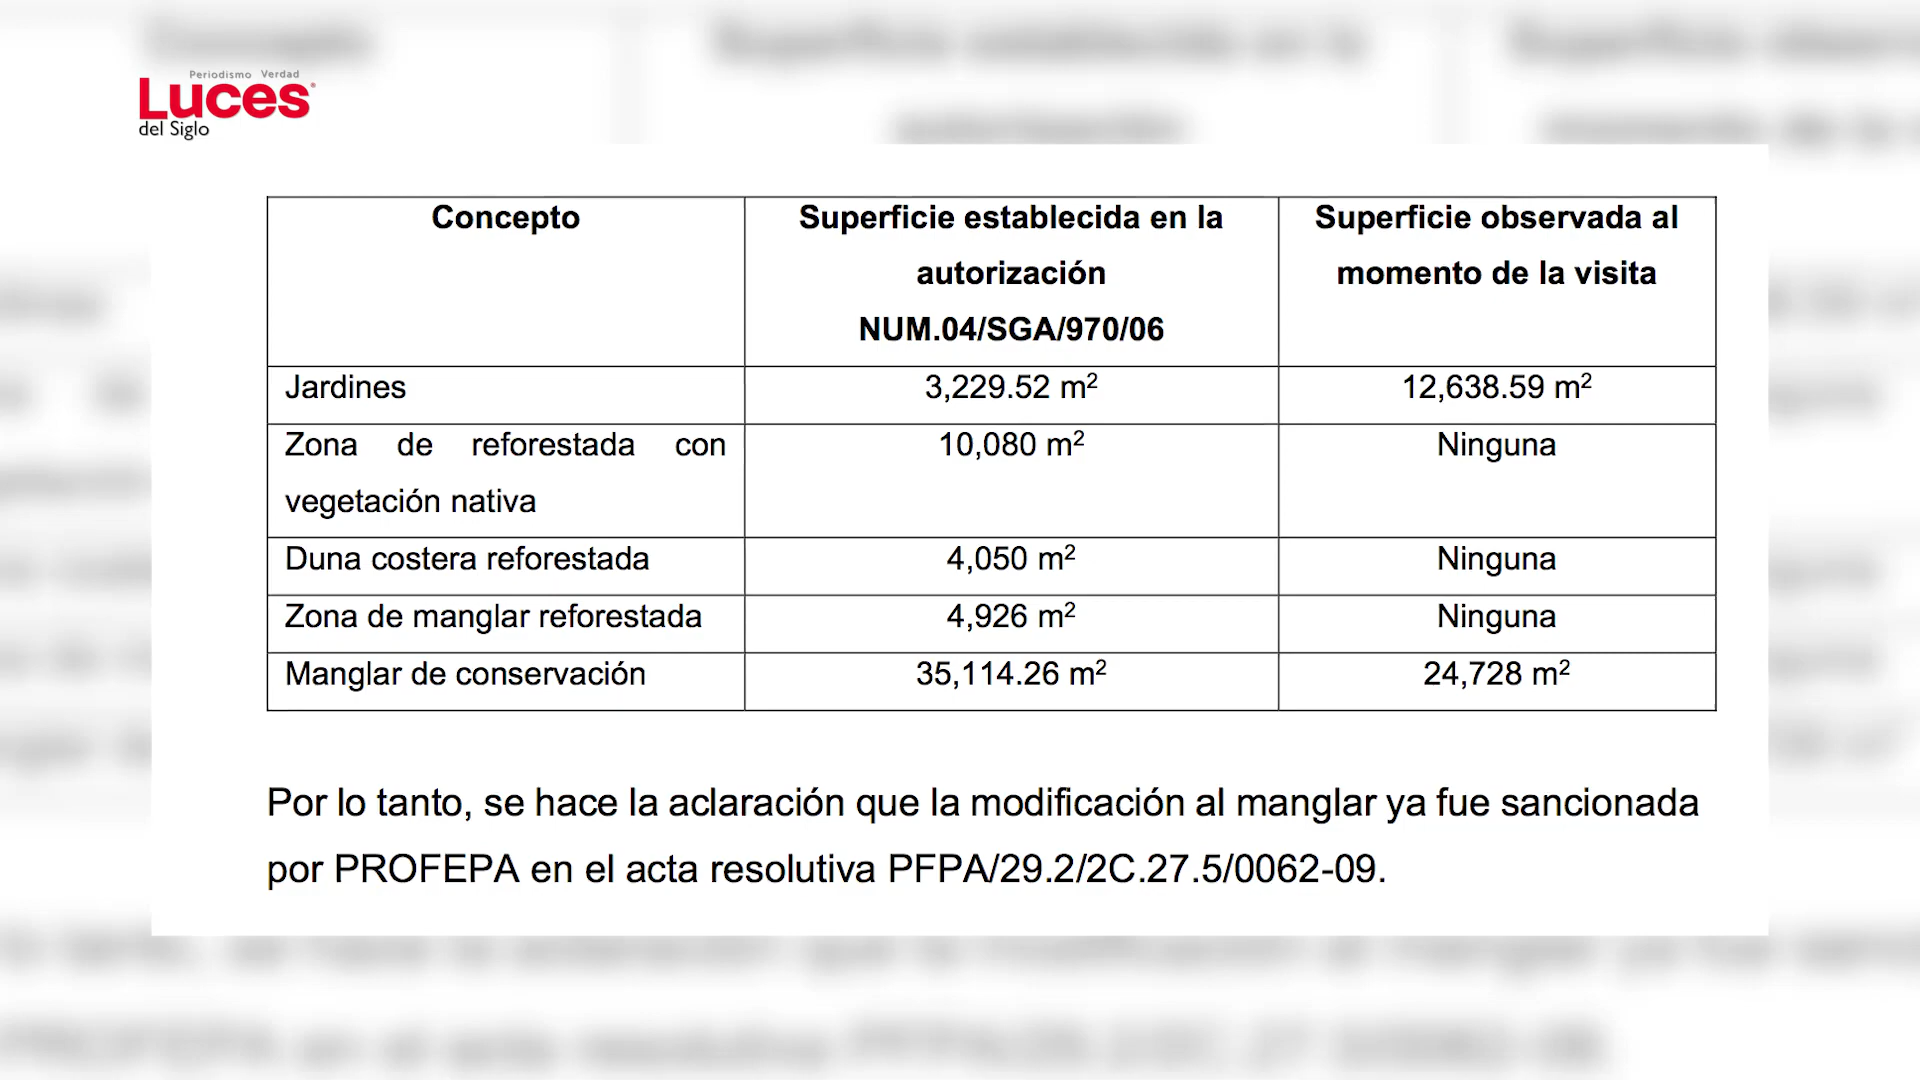 Periodismo Verdad
Luces
del Siglo
Concepto
Superficie establecida en la
autorización
NUM.04/SGA/970/06
Superficie observada al
momento de la visita
Jardines
3,229.52 m²
12,638.59 m²
Zona de reforestada con
vegetación nativa
10,080 m²
Ninguna
Duna costera reforestada
4,050 m²
Ninguna
Zona de manglar reforestada
4,926 m²
Ninguna
Manglar de conservación
35,114.26 m²
24,728 m²
Por lo tanto, se hace la aclaración que la modificación al manglar ya fue sancionada
por PROFEPA en el acta resolutiva PFPA/29.2/2C.27.5/0062-09.